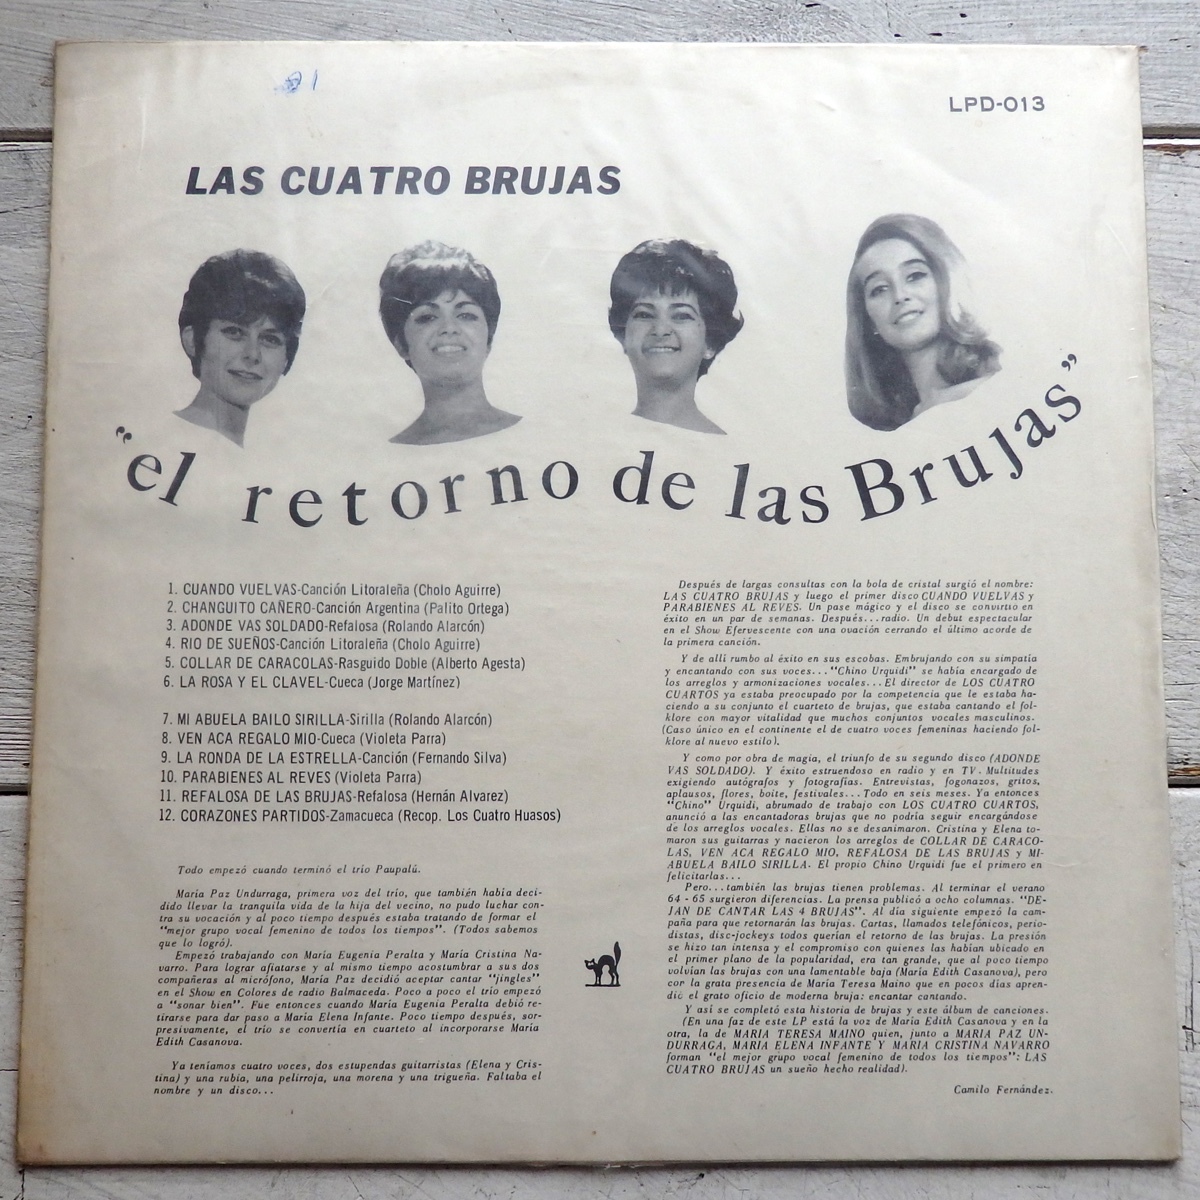 LPD-013
LAS CUATRO BRUJAS
"el retorno de las Brujas"
1. CUANDO VUELVAS-Canción Litoraleña (Cholo Aguirre)
2. CHANGUITO CAÑERO-Canción Argentina (Palito Ortega)
3. ADONDE VAS SOLDADO-Refalosa (Rolando Alarcón)
4. RIO DE SUEÑOS-Canción Litoraleña (Cholo Aguirre)
5. COLLAR DE CARACOLAS-Rasguido Doble (Alberto Agesta)
6. LA ROSA Y EL CLAVEL-Cueca (Jorge Martínez)
7. MI ABUELA BAILO SIRILLA-Sirilla (Rolando Alarcón)
8. VEN ACA REGALO MIO-Cueca (Violeta Parra)
9. LA RONDA DE LA ESTRELLA-Canción (Fernando Silva)
10. PARABIENES AL REVES (Violeta Parra)
11. REFALOSA DE LAS BRUJAS-Refalosa (Hernán Alvarez)
12. CORAZONES PARTIDOS-Zamacueca (Recop. Los Cuatro Huasos)
Todo empezó cuando terminó el trío Paupalú.
María Paz Undurraga, primera voz del trío, que también había deci-
dido llevar la tranquila vida de la hija del vecino, no pudo luchar con-
tra su vocación y al poco tiempo después estaba tratando de formar el
"mejor grupo vocal femenino de todos los tiempos". (Todos sabemos
que lo logró).
Empezó trabajando con María Eugenia Peralta y María Cristina Na-
varro. Para lograr afiatarse y al mismo tiempo acostumbrar a sus dos
compañeras al micrófono, María Paz decidió aceptar cantar "jingles"
en el Show en Colores de radio Balmaceda. Poco a poco el trío empezó
a "sonar bien". Fue entonces cuando María Eugenia Peralta debió re-
tirarse para dar paso a María Elena Infante. Poco tiempo después, sor-
presivamente, el trío se convertía en cuarteto al incorporarse María
Edith Casanova.
Ya teníamos cuatro voces, dos estupendas guitarristas (Elena y Cris-
tina) y una rubia, una pelirroja, una morena y una trigueña. Faltaba el
nombre y un disco...
Después de largas consultas con la bola de cristal surgió el nombre:
LAS CUATRO BRUJAS y luego el primer disco CUANDO VUELVAS y
PARABIENES AL REVES. Un pase mágico y el disco se convirtio en
éxito en un par de semanas. Después...radio. Un debut espectacular
en el Show Efervescente con una ovación cerrando el último acorde de
la primera canción.
Y de allí rumbo al éxito en sus escobas. Embrujando con su simpatía
y encantando con sus voces..."Chino Urquidi" se había encargado de
los arreglos y armonizaciones vocales...El director de LOS CUATRO
CUARTOS ya estaba preocupado por la competencia que le estaba ha-
ciendo a su conjunto el cuarteto de brujas, que estaba cantando el fol-
klore con mayor vitalidad que muchos conjuntos vocales masculinos.
(Caso único en el continente el de cuatro voces femeninas haciendo fol-
klore al nuevo estilo).
Y como por obra de magia, el triunfo de su segundo disco (ADONDE
VAS SOLDADO). Y éxito estruendoso en radio y en TV. Multitudes
exigiendo autógrafos y fotografías. Entrevistas, fogonazos, gritos,
aplausos, flores, boite, festivales...Todo en seis meses. Ya entonces
"Chino" Urquidi, abrumado de trabajo con LOS CUATRO CUARTOS,
anunció a las encantadoras brujas que no podría seguir encargándose
de los arreglos vocales. Ellas no se desanimaron. Cristina y Elena to-
maron sus guitarras y nacieron los arreglos de COLLAR DE CARACO-
LAS, VEN ACA REGALO MIO, REFALOSA DE LAS BRUJAS y MI-
ABUELA BAILO SIRILLA. El propio Chino Urquidi fue el primero en
felicitarlas...
Pero...también las brujas tienen problemas. Al terminar el verano
64 - 65 surgieron diferencias. La prensa publicó a ocho columnas. "DE-
JAN DE CANTAR LAS 4 BRUJAS". Al día siguiente empezó la cam-
paña para que retornarán las brujas. Cartas, llamados telefónicos, perio-
distas, disc-jockeys todos querían el retorno de las brujas. La presión
se hizo tan intensa y el compromiso con quienes las habían ubicado en
el primer plano de la popularidad, era tan grande, que al poco tiempo
volvían las brujas con una lamentable baja (María Edith Casanova), pero
cor la grata presencia de María Teresa Maino que en pocos días apren-
dió el grato oficio de moderna bruja: encantar cantando.
Y así se completó esta historia de brujas y este álbum de canciones.
(En una faz de este LP está la voz de María Edith Casanova y en la
otra, la de MARIA TERESA MAINO quien, junto a MARIA PAZ UN-
DURRAGA, MARIA ELENA INFANTE Y MARIA CRISTINA NAVARRO
forman "el mejor grupo vocal femenino de todos los tiempos": LAS
CUATRO BRUJAS un sueño hecho realidad).
Camilo Fernández.